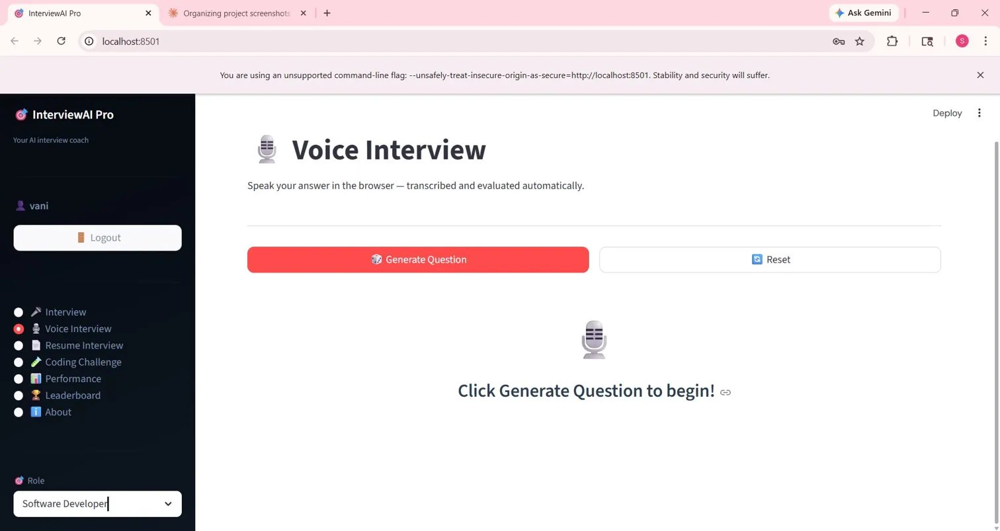 InterviewAI Pro
Organizing project screenshots
Ask Gemini
localhost:8501
S
You are using an unsupported command-line flag: --unsafely-treat-insecure-origin-as-secure=http://localhost:8501. Stability and security will suffer.
InterviewAI Pro
Your AI interview coach
vani
Logout
Interview
Voice Interview
Resume Interview
Coding Challenge
Performance
Leaderboard
About
Role
Software Developer
Deploy
Voice Interview
Speak your answer in the browser — transcribed and evaluated automatically.
Generate Question
Reset
Click Generate Question to begin!